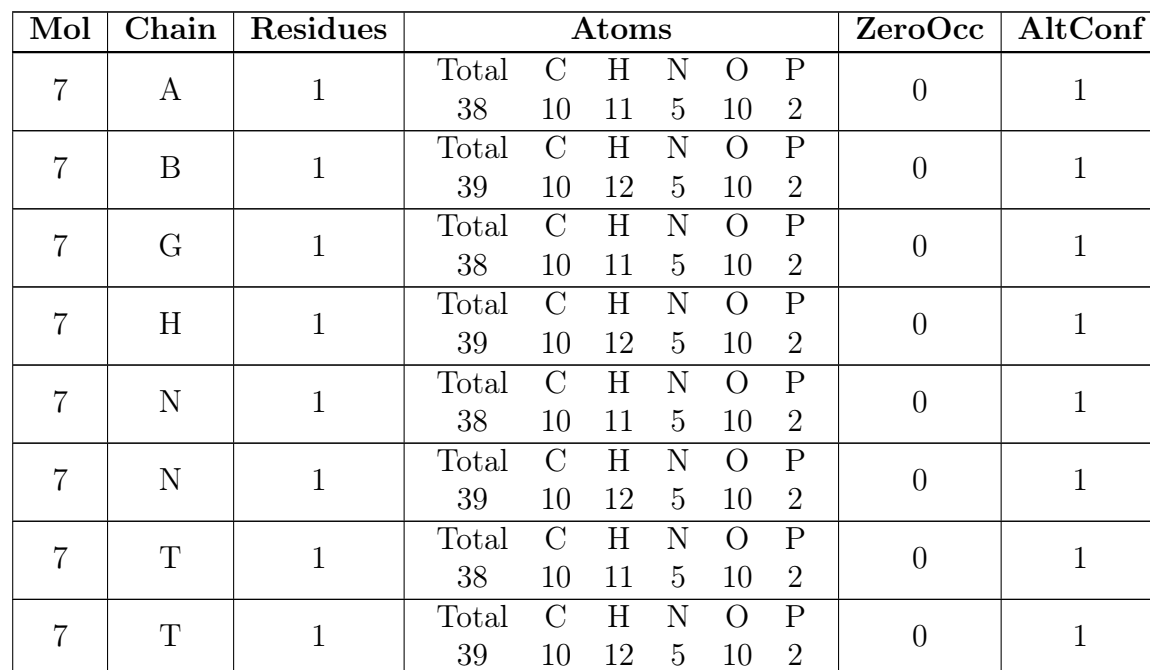 Mol Chain Residues Atoms ZeroOcc AltConf
7 A 1 Total C H N O P 0 1
38 10 11 5 10 2
7 B 1 Total C H N O P 0 1
39 10 12 5 10 2
7 G 1 Total C H N O P 0 1
38 10 11 5 10 2
7 H 1 Total C H N O P 0 1
39 10 12 5 10 2
7 N 1 Total C H N O P 0 1
38 10 11 5 10 2
7 N 1 Total C H N O P 0 1
39 10 12 5 10 2
7 T 1 Total C H N O P 0 1
38 10 11 5 10 2
7 T 1 Total C H N O P 0 1
39 10 12 5 10 2